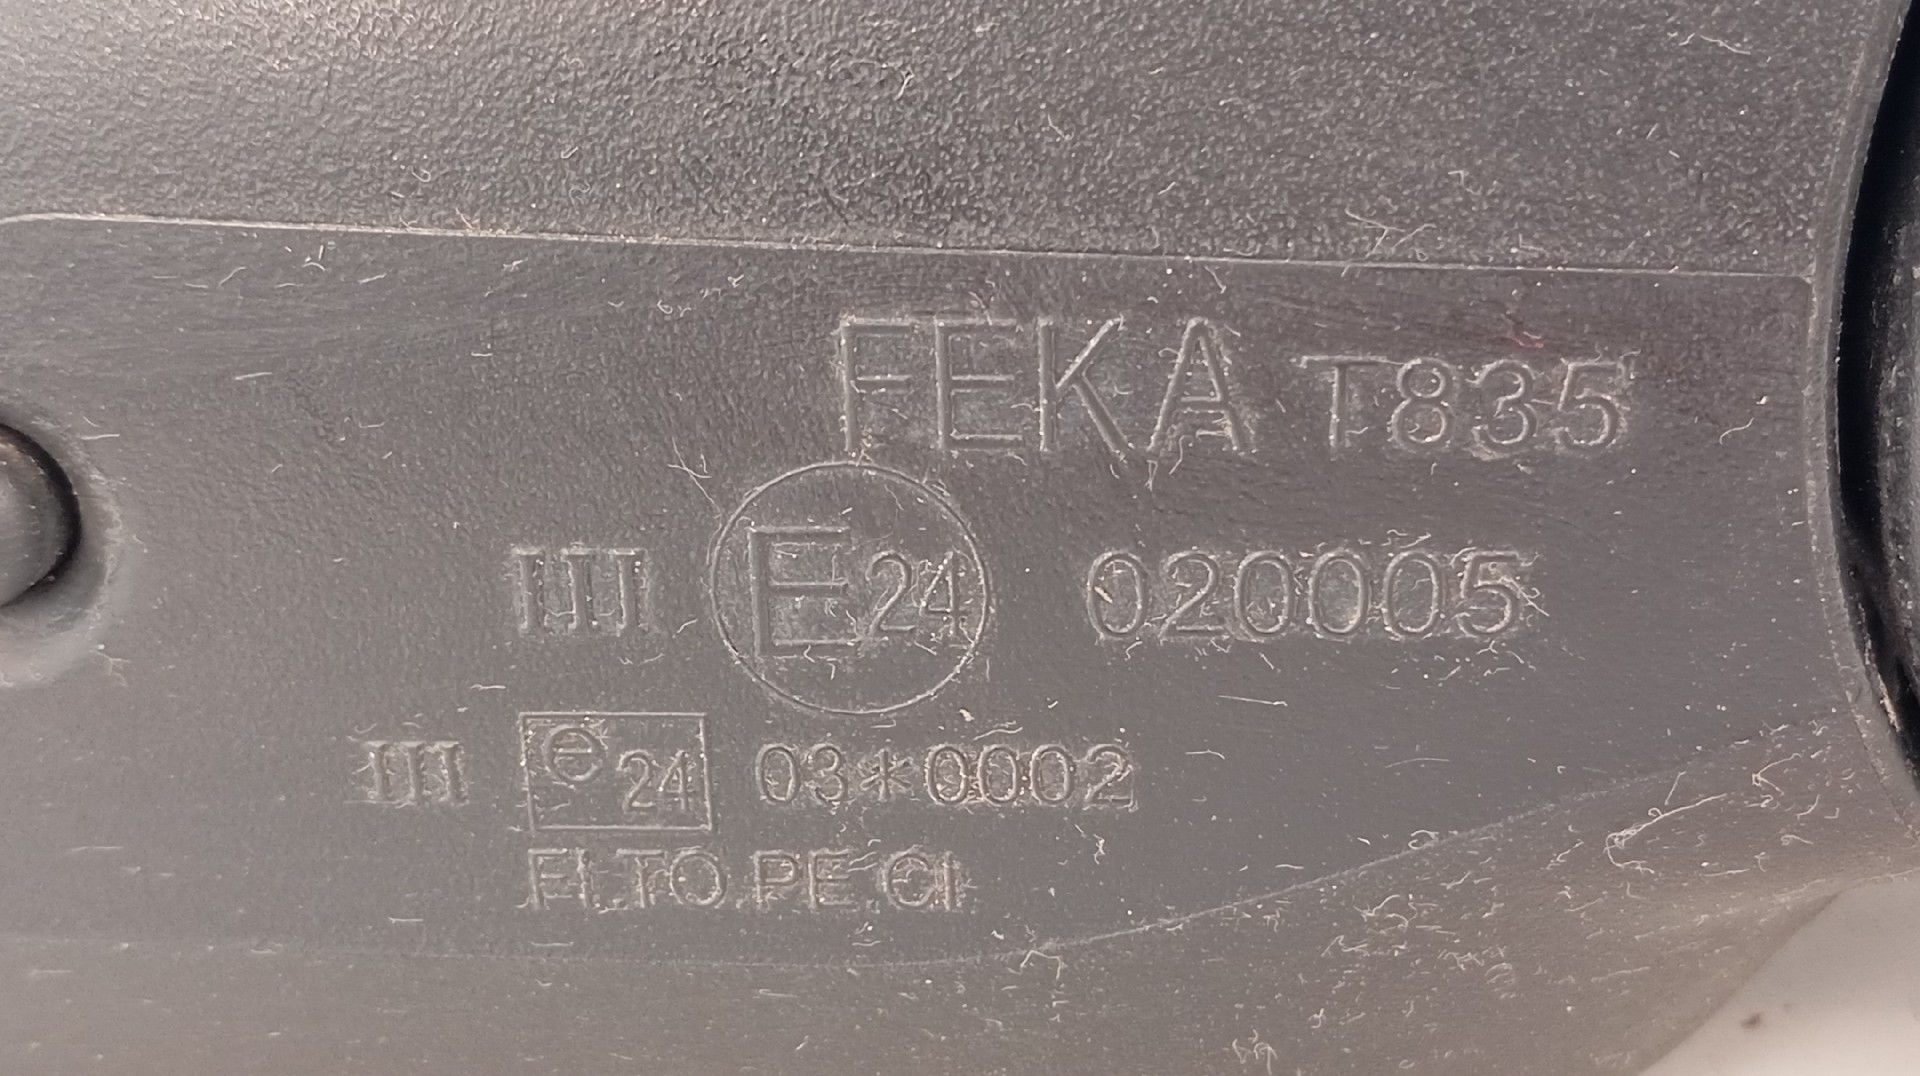 FEKA T835
III E24 020005
III e24 03*0002
FI.TO.PE.CI